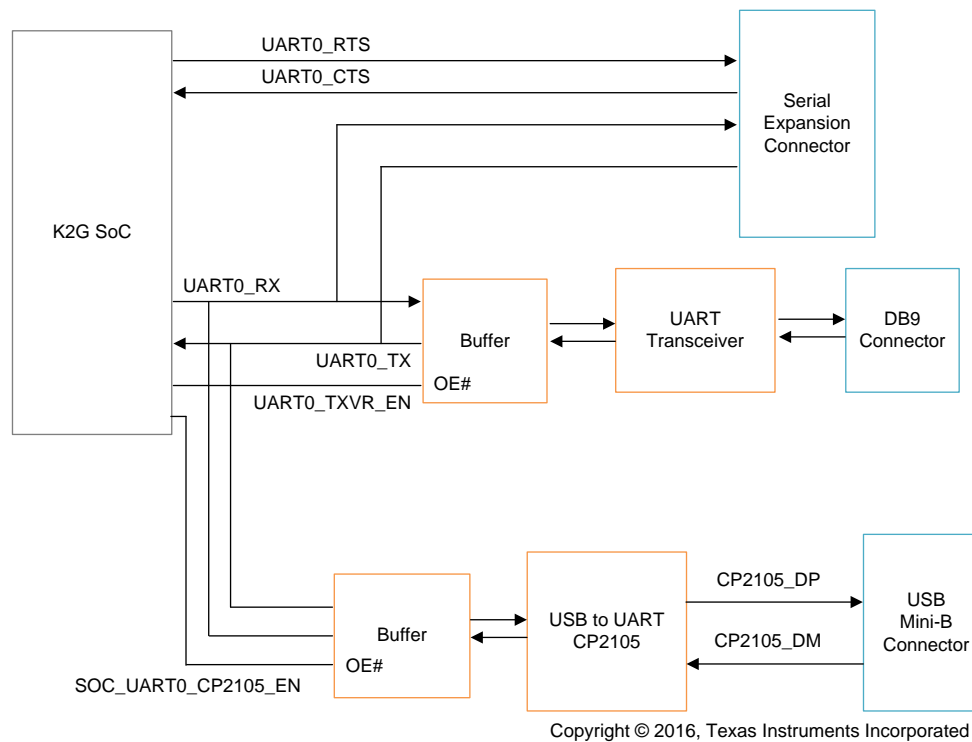 UART0_RTS
UART0_CTS
Serial
Expansion
Connector
K2G SoC
UART0_RX
UART0_TX
UART0_TXVR_EN
Buffer
OE#
UART
Transceiver
DB9
Connector
SOC_UART0_CP2105_EN
Buffer
OE#
USB to UART
CP2105
CP2105_DP
CP2105_DM
USB
Mini-B
Connector
Copyright © 2016, Texas Instruments Incorporated